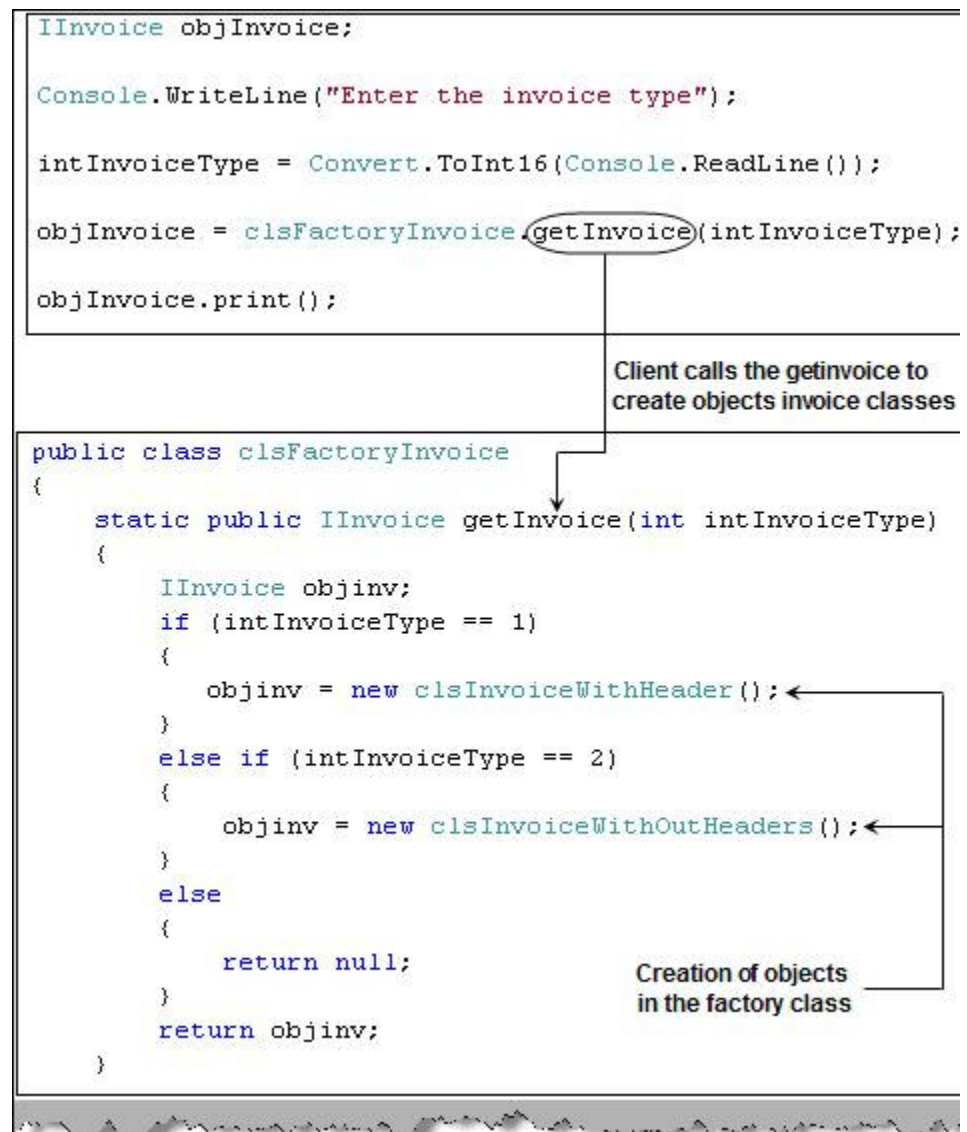 IInvoice objInvoice;
Console.WriteLine("Enter the invoice type");
intInvoiceType = Convert.ToInt16(Console.ReadLine());
objInvoice = clsFactoryInvoice.getInvoice(intInvoiceType);
objInvoice.print();
Client calls the getinvoice to
create objects invoice classes
public class clsFactoryInvoice
{
static public IInvoice getInvoice(int intInvoiceType)
{
IInvoice objinv;
if (intInvoiceType == 1)
{
objinv = new clsInvoiceWithHeader();
}
else if (intInvoiceType == 2)
{
objinv = new clsInvoiceWithOutHeaders();
}
else
{
return null;
}
return objinv;
}
Creation of objects
in the factory class